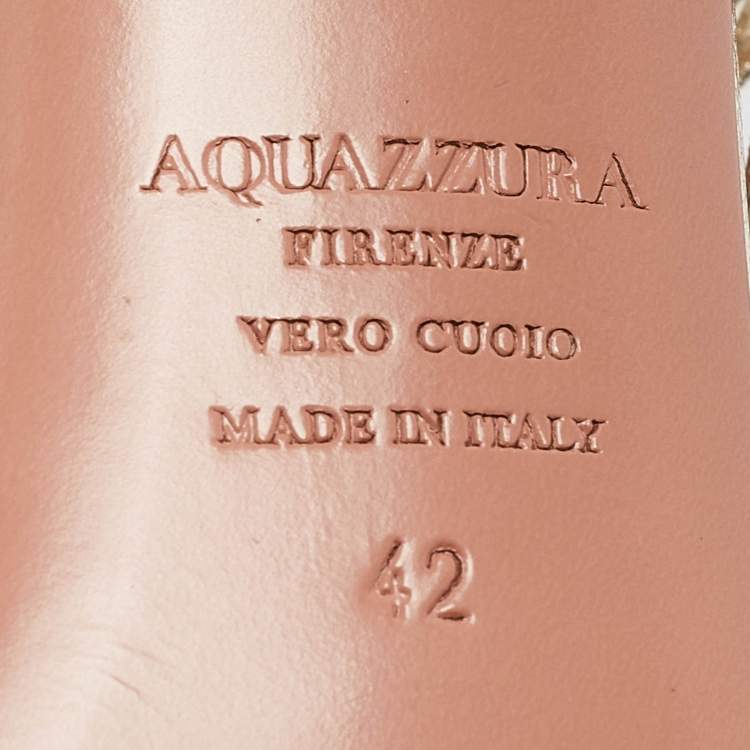 AQUAZZURA
FIRENZE
VERO CUOIO
MADE IN ITALY
42